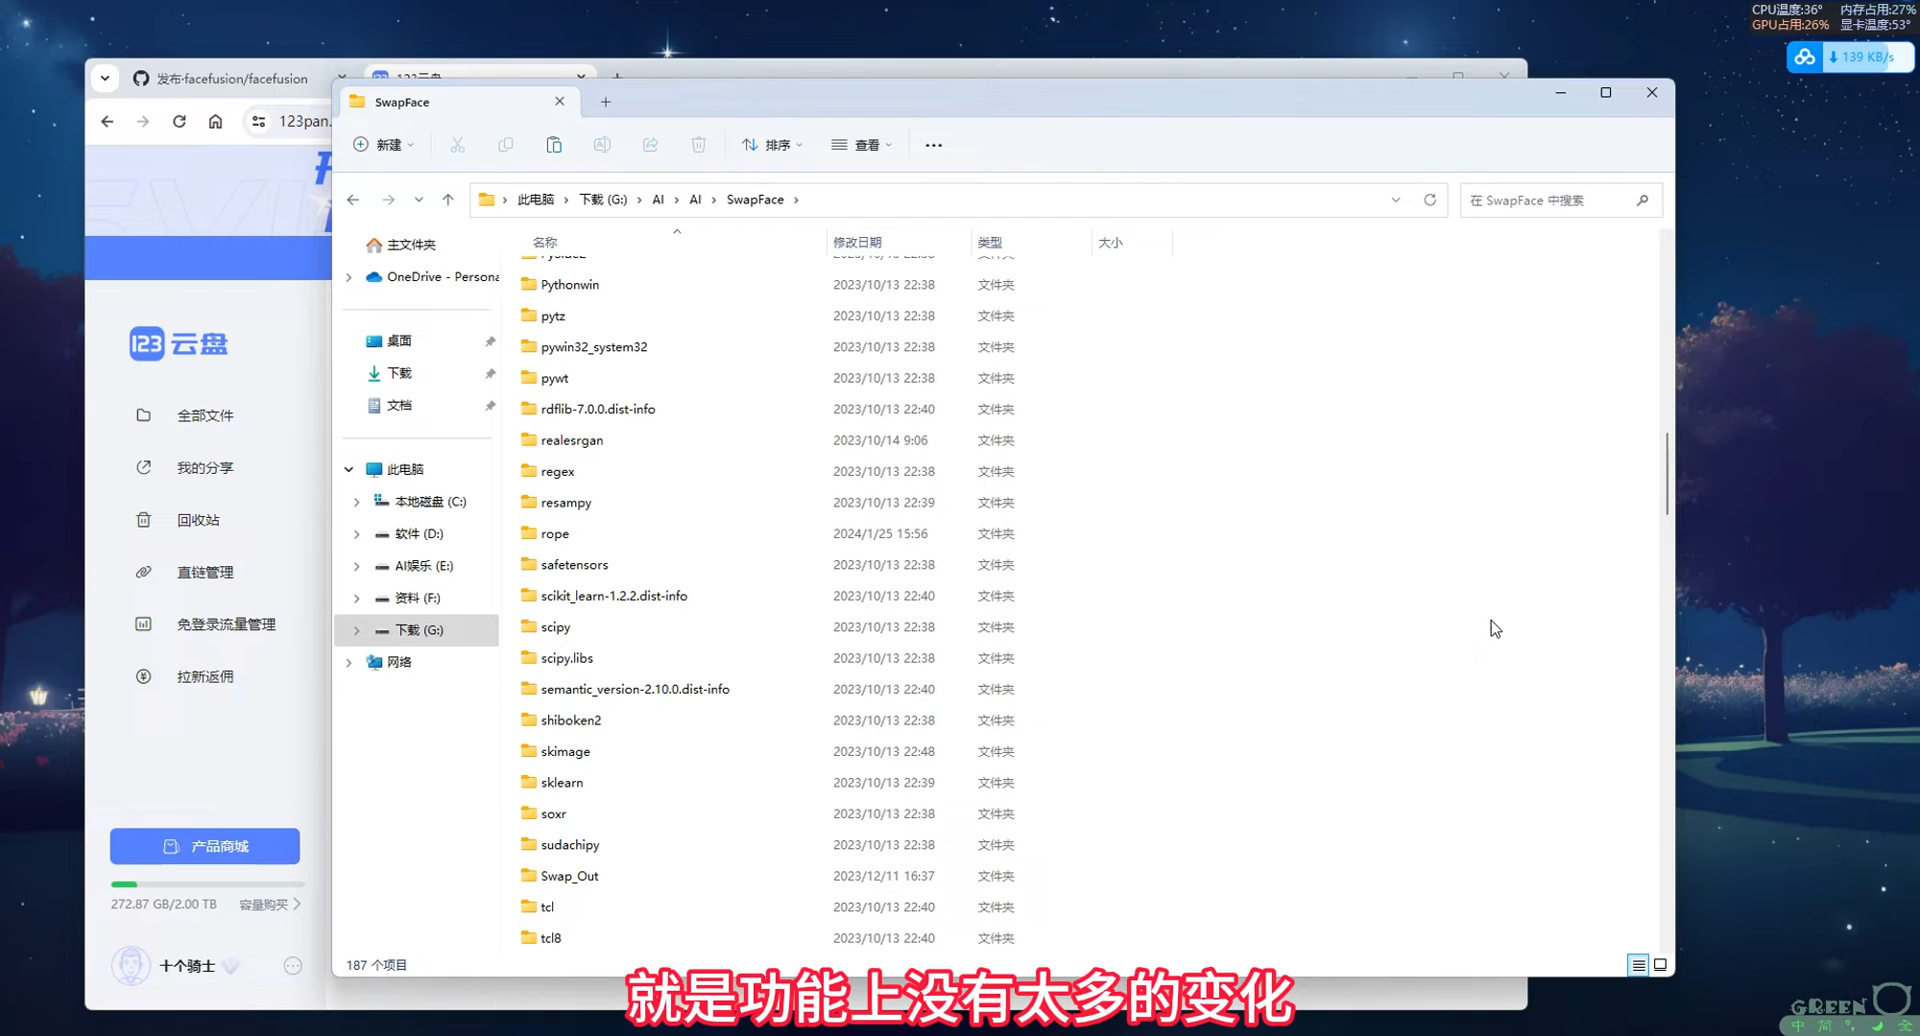 CPU温度:36° 内存占用:27%
GPU占用:26% 显卡温度:53°
139 KB/s
发布·facefusion/facefusion
123云盘
123pan.
SwapFace
新建
排序
查看
此电脑 下载 (G:) AI AI SwapFace
在 SwapFace 中搜索
主文件夹
OneDrive - Persona
桌面
下载
文档
此电脑
本地磁盘 (C:)
软件 (D:)
AI娱乐 (E:)
资料 (F:)
下载 (G:)
网络
名称 修改日期 类型 大小
Pythonwin 2023/10/13 22:38 文件夹
pytz 2023/10/13 22:38 文件夹
pywin32_system32 2023/10/13 22:38 文件夹
pywt 2023/10/13 22:38 文件夹
rdflib-7.0.0.dist-info 2023/10/13 22:40 文件夹
realesrgan 2023/10/14 9:06 文件夹
regex 2023/10/13 22:38 文件夹
resampy 2023/10/13 22:39 文件夹
rope 2024/1/25 15:56 文件夹
safetensors 2023/10/13 22:38 文件夹
scikit_learn-1.2.2.dist-info 2023/10/13 22:40 文件夹
scipy 2023/10/13 22:38 文件夹
scipy.libs 2023/10/13 22:38 文件夹
semantic_version-2.10.0.dist-info 2023/10/13 22:40 文件夹
shiboken2 2023/10/13 22:38 文件夹
skimage 2023/10/13 22:48 文件夹
sklearn 2023/10/13 22:39 文件夹
soxr 2023/10/13 22:38 文件夹
sudachipy 2023/10/13 22:38 文件夹
Swap_Out 2023/12/11 16:37 文件夹
tcl 2023/10/13 22:40 文件夹
tcl8 2023/10/13 22:40 文件夹
187 个项目
123云盘
全部文件
我的分享
回收站
直链管理
免登录流量管理
拉新返佣
产品商城
272.87 GB/2.00 TB 容量购买
十个骑士
就是功能上没有太多的变化
GREEN
中 简 全